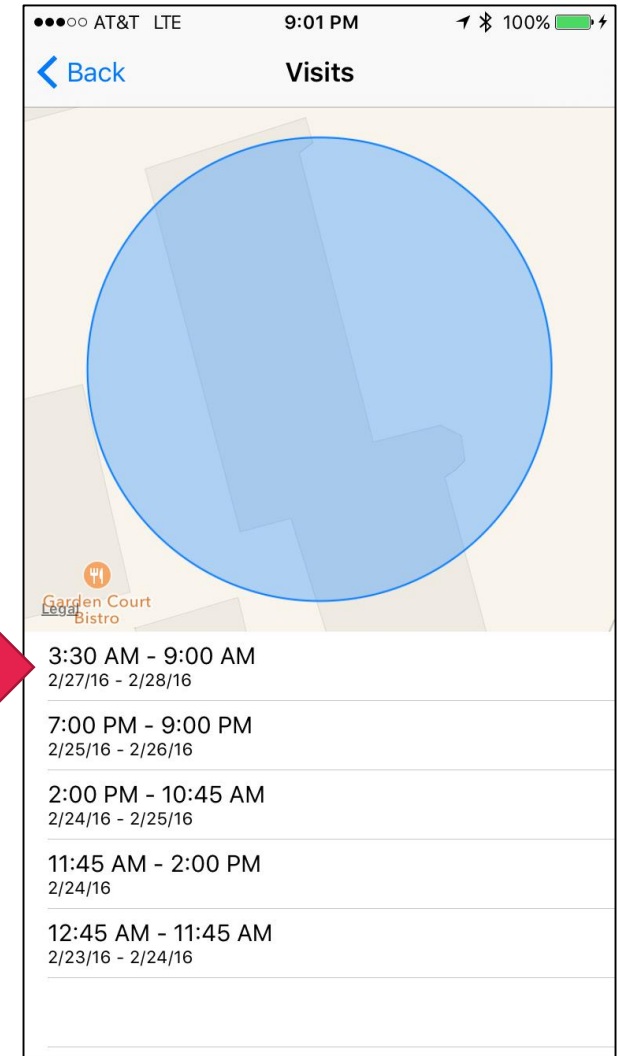 AT&T LTE 9:01 PM 100%
Back Visits
Garden Court
Legal
Bistro
3:30 AM - 9:00 AM
2/27/16 - 2/28/16
7:00 PM - 9:00 PM
2/25/16 - 2/26/16
2:00 PM - 10:45 AM
2/24/16 - 2/25/16
11:45 AM - 2:00 PM
2/24/16
12:45 AM - 11:45 AM
2/23/16 - 2/24/16